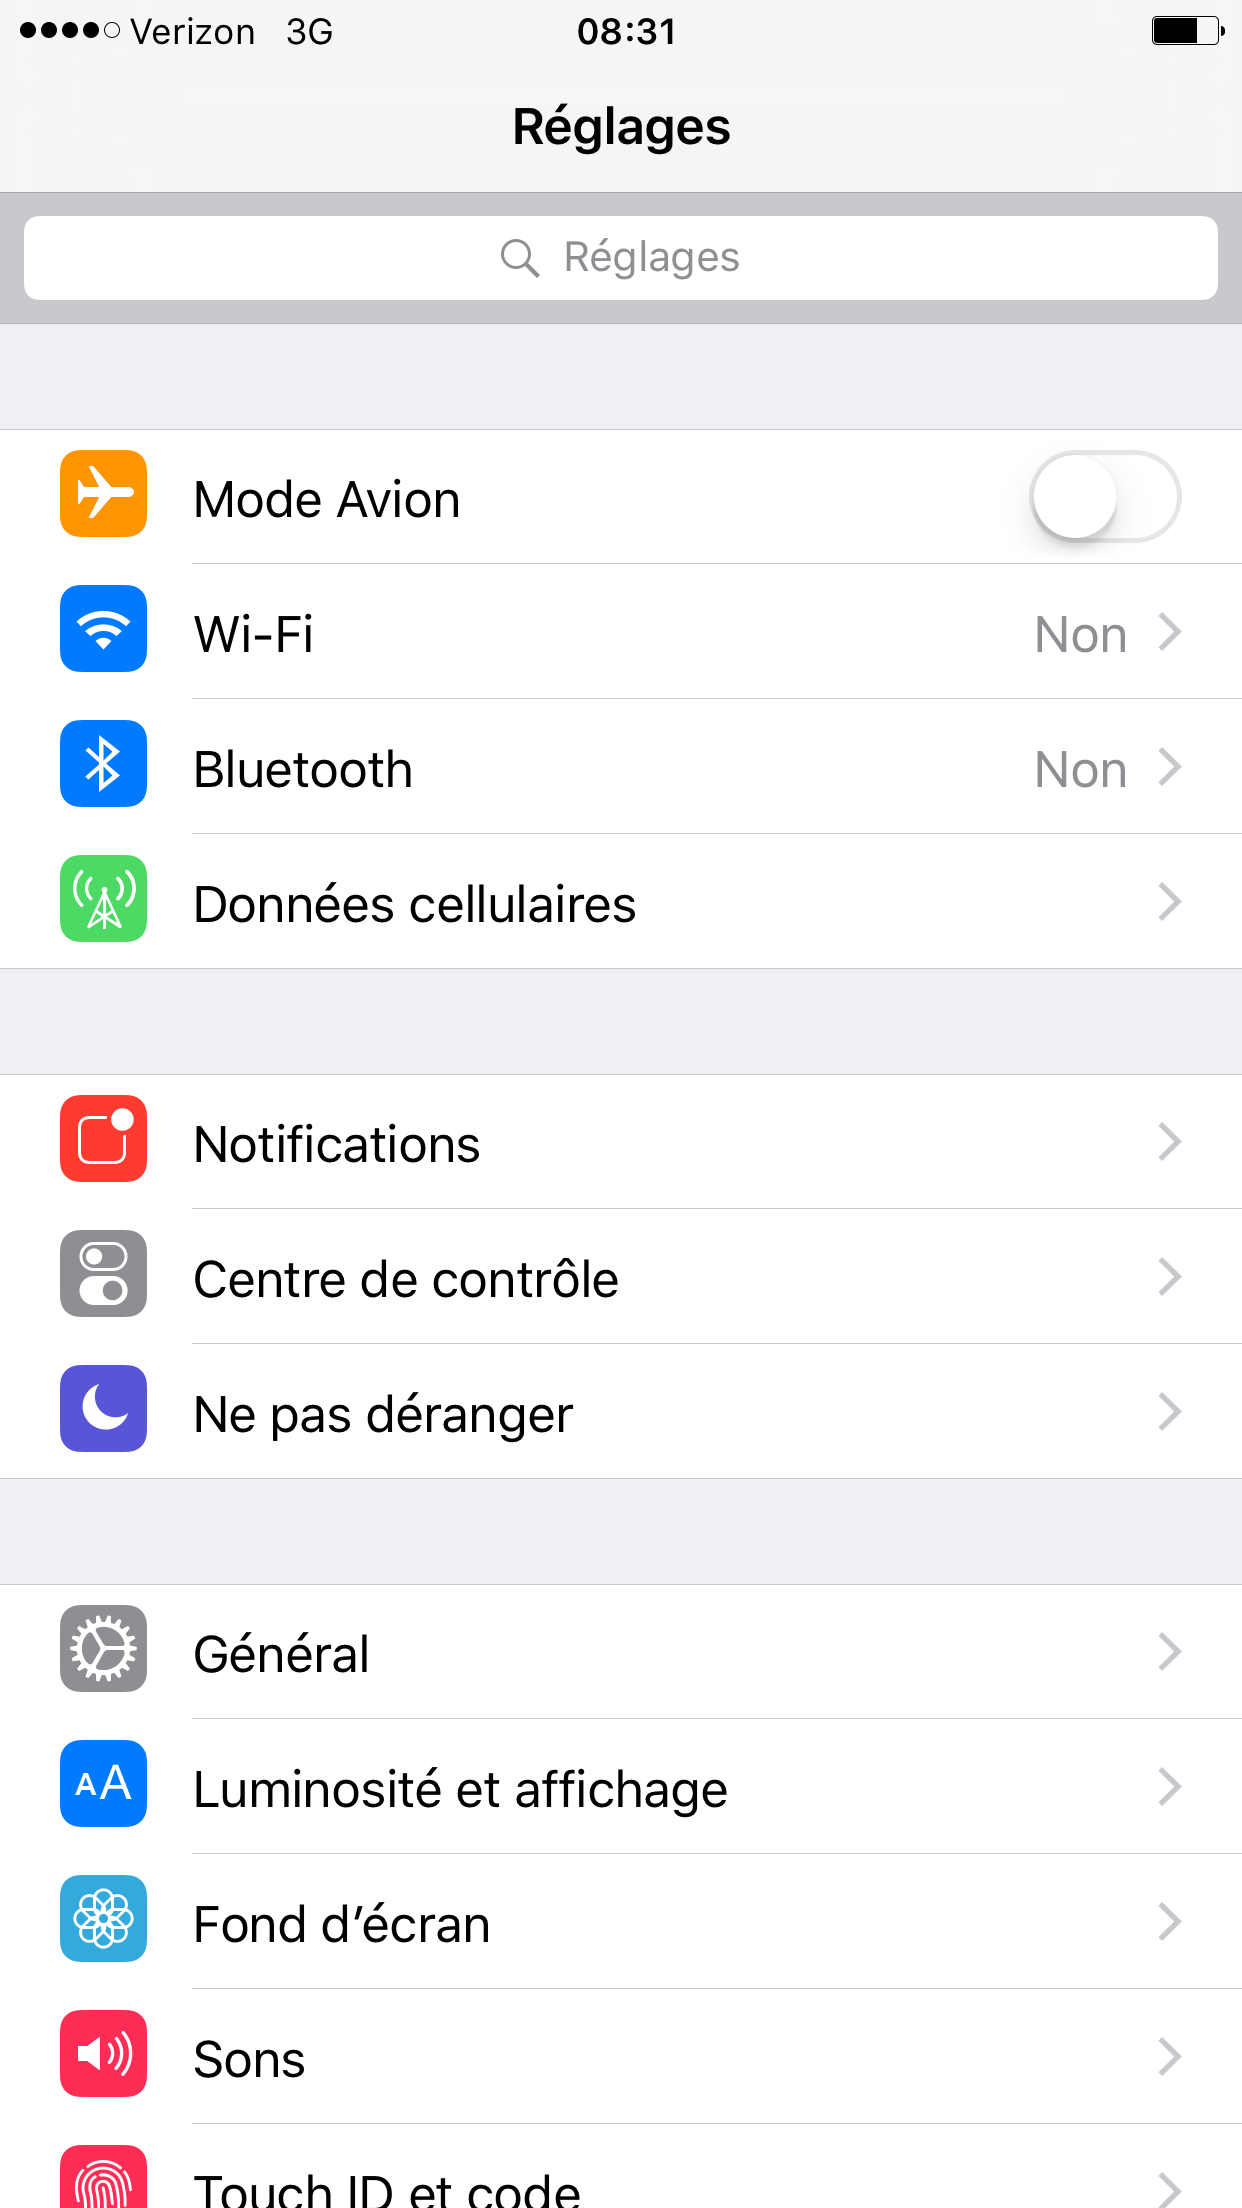 Verizon 3G 08:31
Réglages
Réglages
Mode Avion
Wi-Fi Non
Bluetooth Non
Données cellulaires
Notifications
Centre de contrôle
Ne pas déranger
Général
AA Luminosité et affichage
Fond d’écran
Sons
Touch ID et code